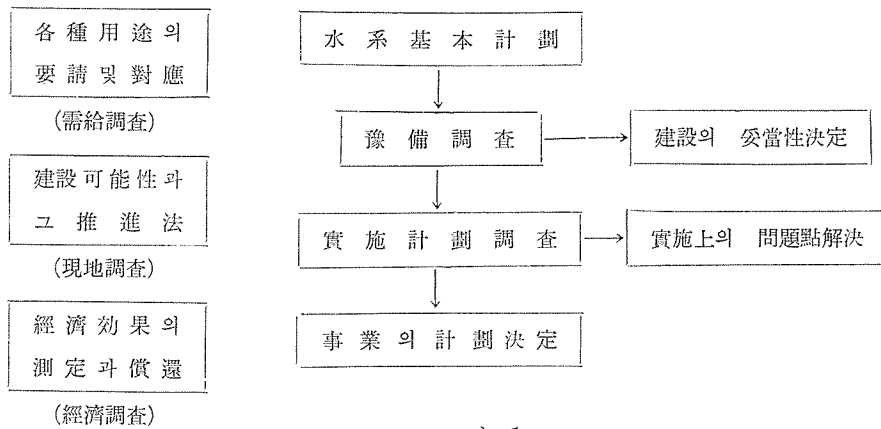 各種用途의
要請및對應
(需給調査)
建設可能性과
그推進法
(現地調査)
經濟効果의
測定과償還
(經濟調査)
水系基本計劃
豫備調査
建設의 妥當性決定
實施計劃調査
實施上의 問題點解決
事業의計劃決定